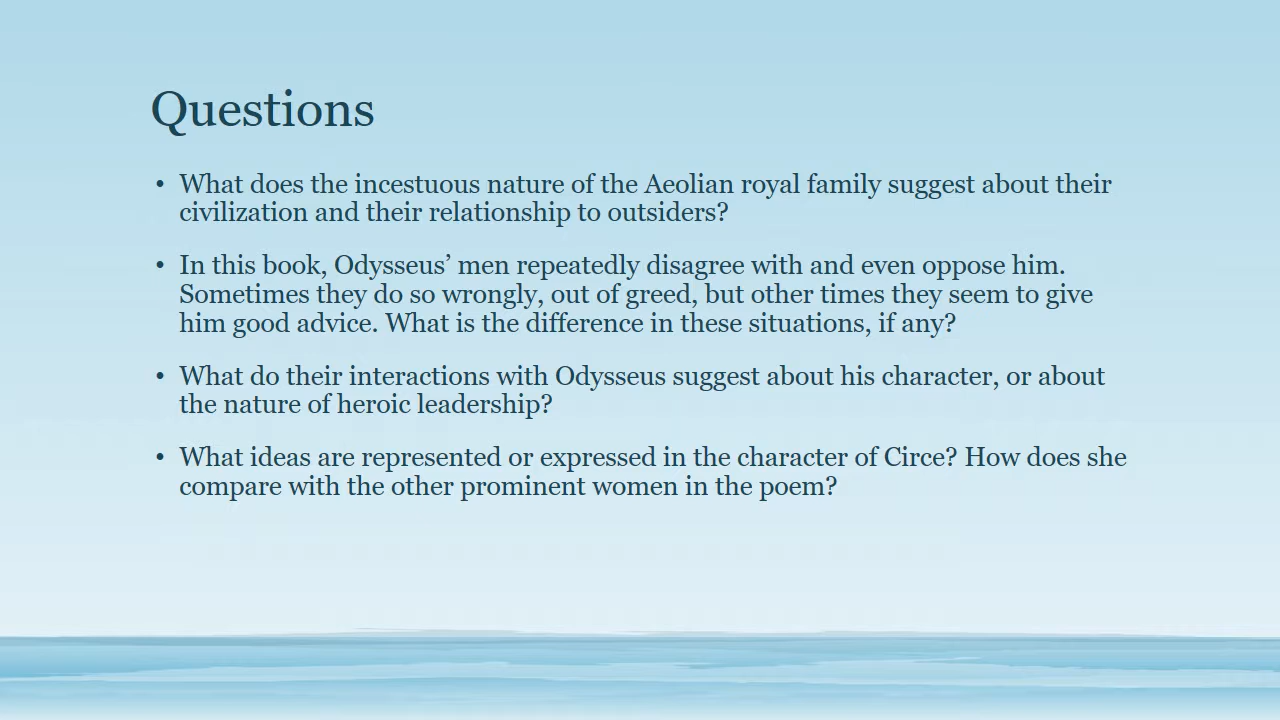 Questions
• What does the incestuous nature of the Aeolian royal family suggest about their
civilization and their relationship to outsiders?
• In this book, Odysseus’ men repeatedly disagree with and even oppose him.
Sometimes they do so wrongly, out of greed, but other times they seem to give
him good advice. What is the difference in these situations, if any?
• What do their interactions with Odysseus suggest about his character, or about
the nature of heroic leadership?
• What ideas are represented or expressed in the character of Circe? How does she
compare with the other prominent women in the poem?